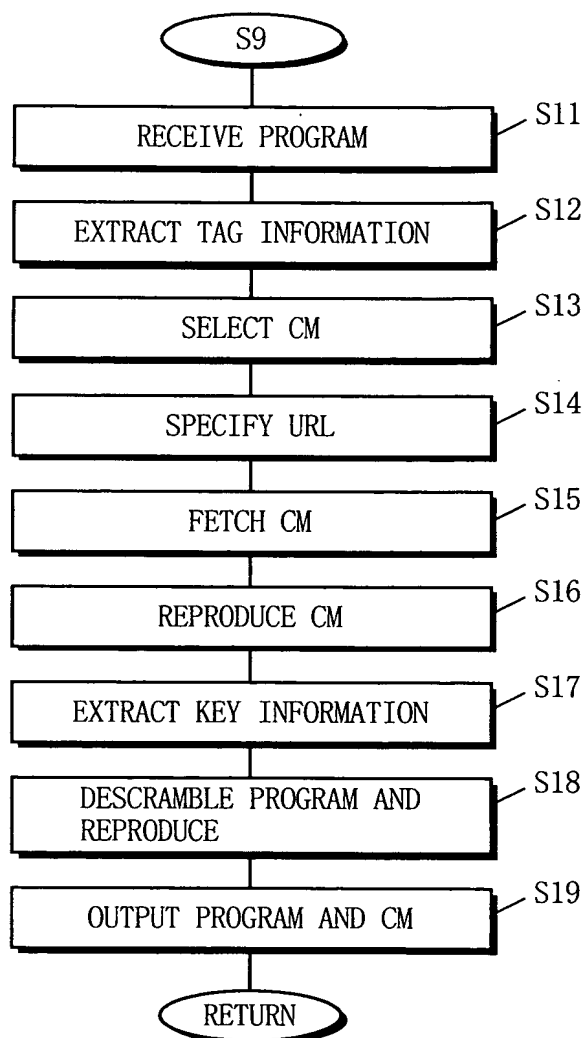 S9
RECEIVE PROGRAM
S11
EXTRACT TAG INFORMATION
S12
SELECT CM
S13
SPECIFY URL
S14
FETCH CM
S15
REPRODUCE CM
S16
EXTRACT KEY INFORMATION
S17
DESCRAMBLE PROGRAM AND
REPRODUCE
S18
OUTPUT PROGRAM AND CM
S19
RETURN